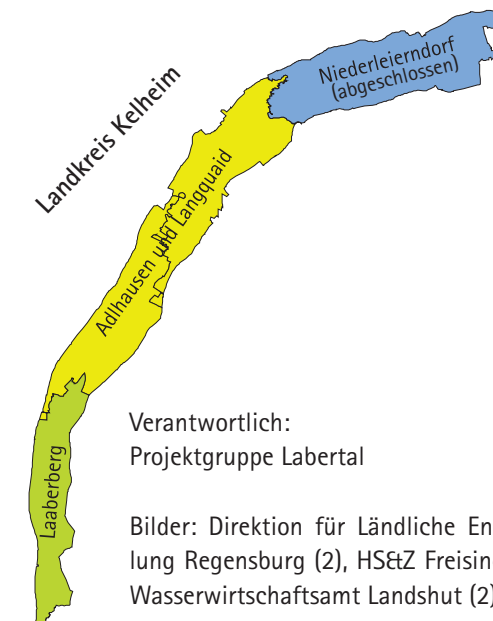 Niederleierndorf
(abgeschlossen)
Landkreis Kelheim
Adlhausen und Langquaid
Laaberberg
Verantwortlich:
Projektgruppe Labertal
Bilder: Direktion für Ländliche En
lung Regensburg (2), HS&Z Freisin
Wasserwirtschaftsamt Landshut (2)